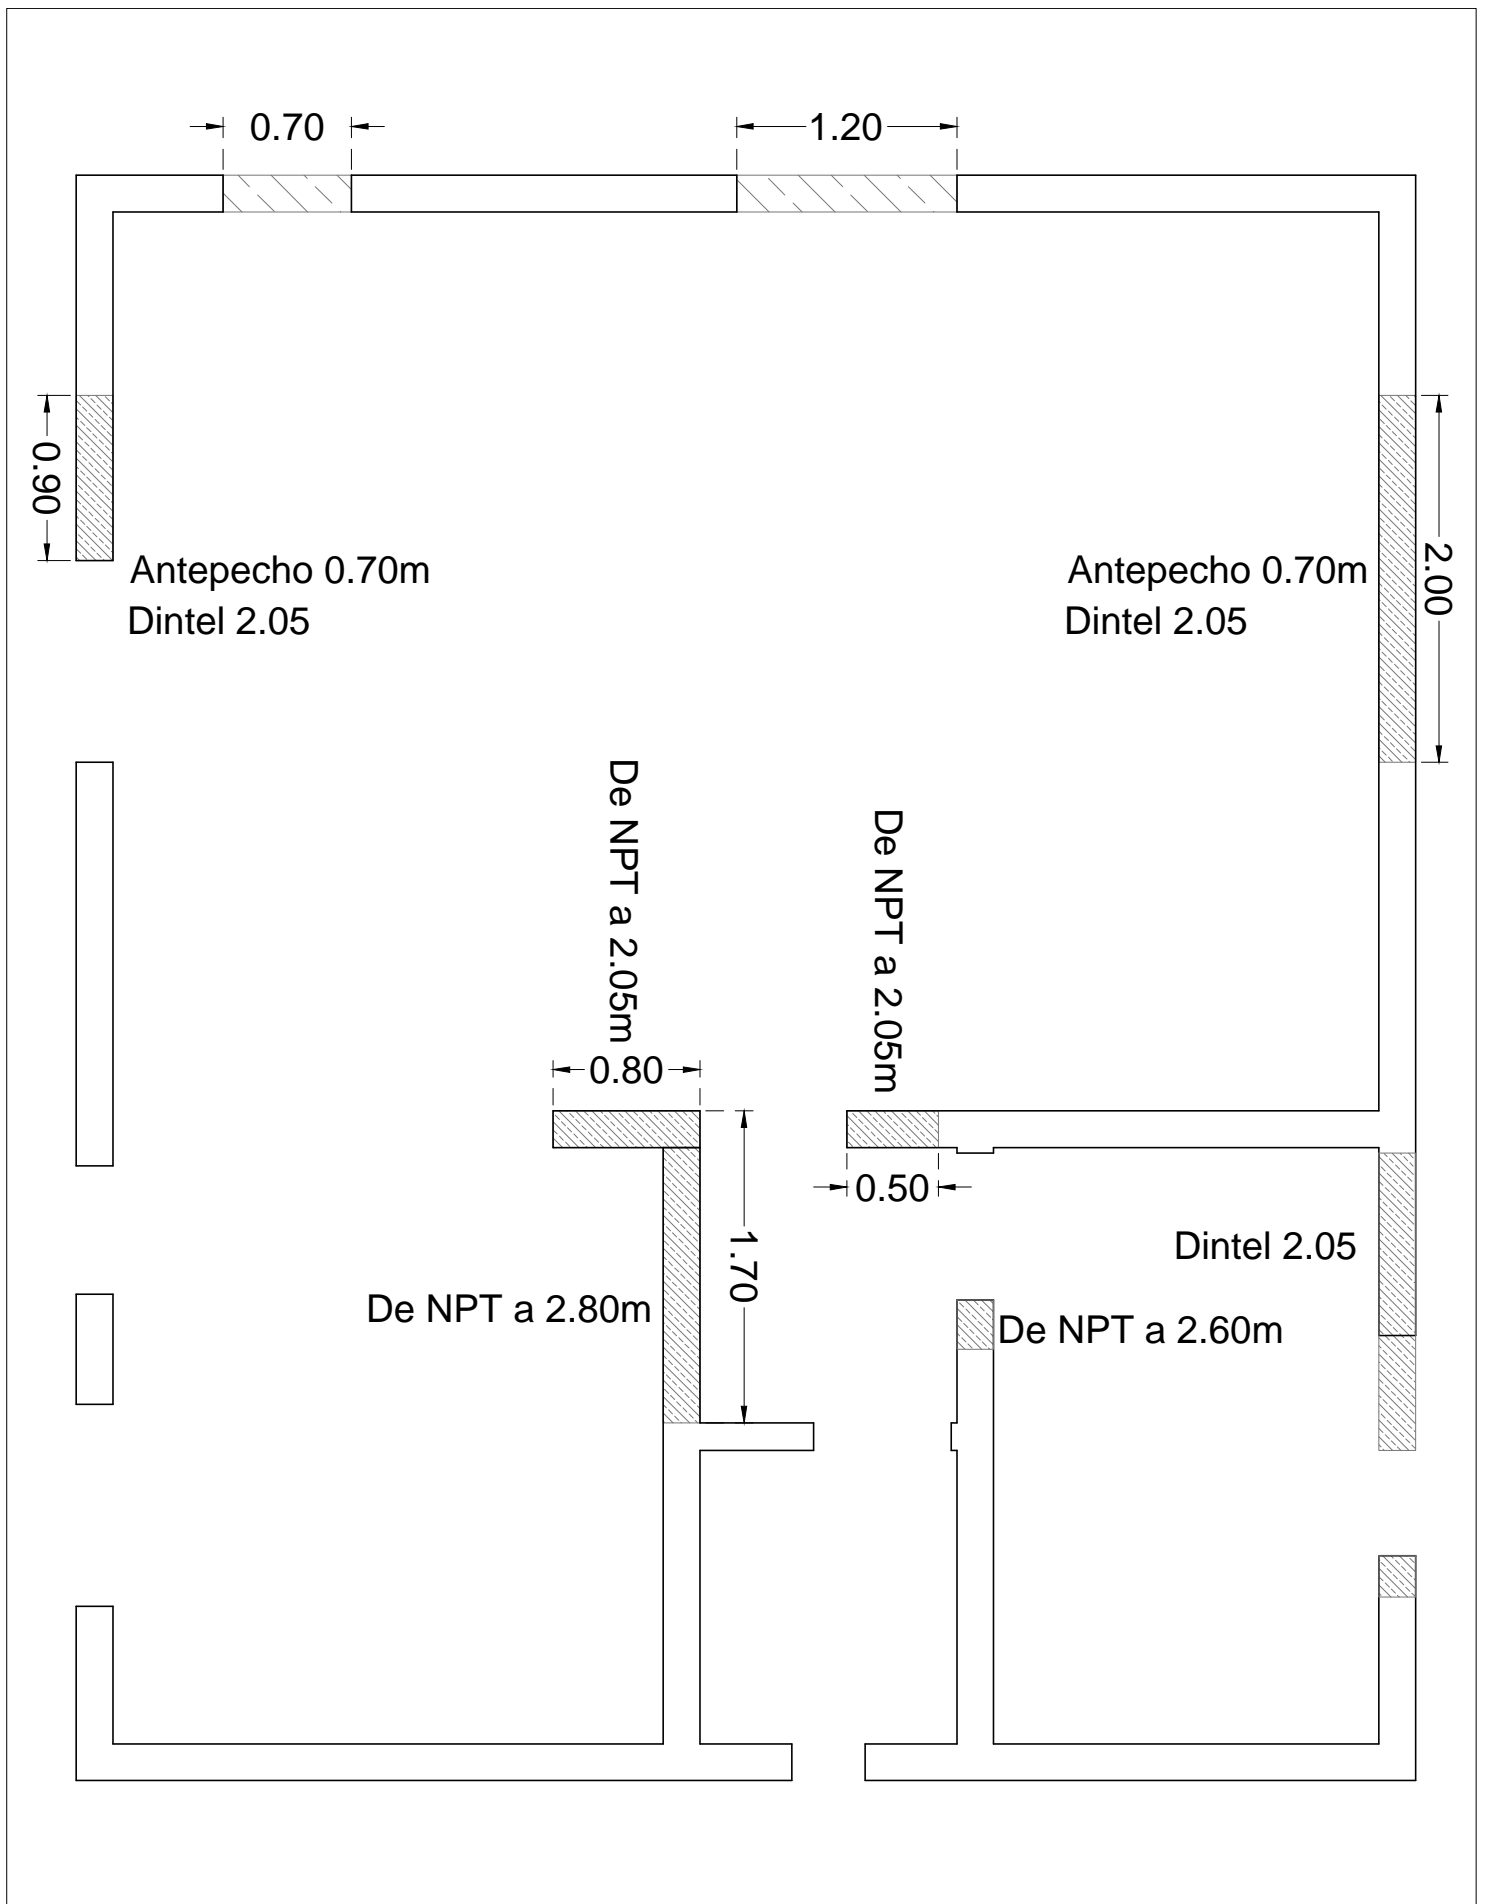 0.70
1.20
0.90
Antepecho 0.70m
Dintel 2.05
Antepecho 0.70m
Dintel 2.05
2.00
De NPT a 2.05m
De NPT a 2.05m
0.80
0.50
1.70
Dintel 2.05
De NPT a 2.80m
De NPT a 2.60m